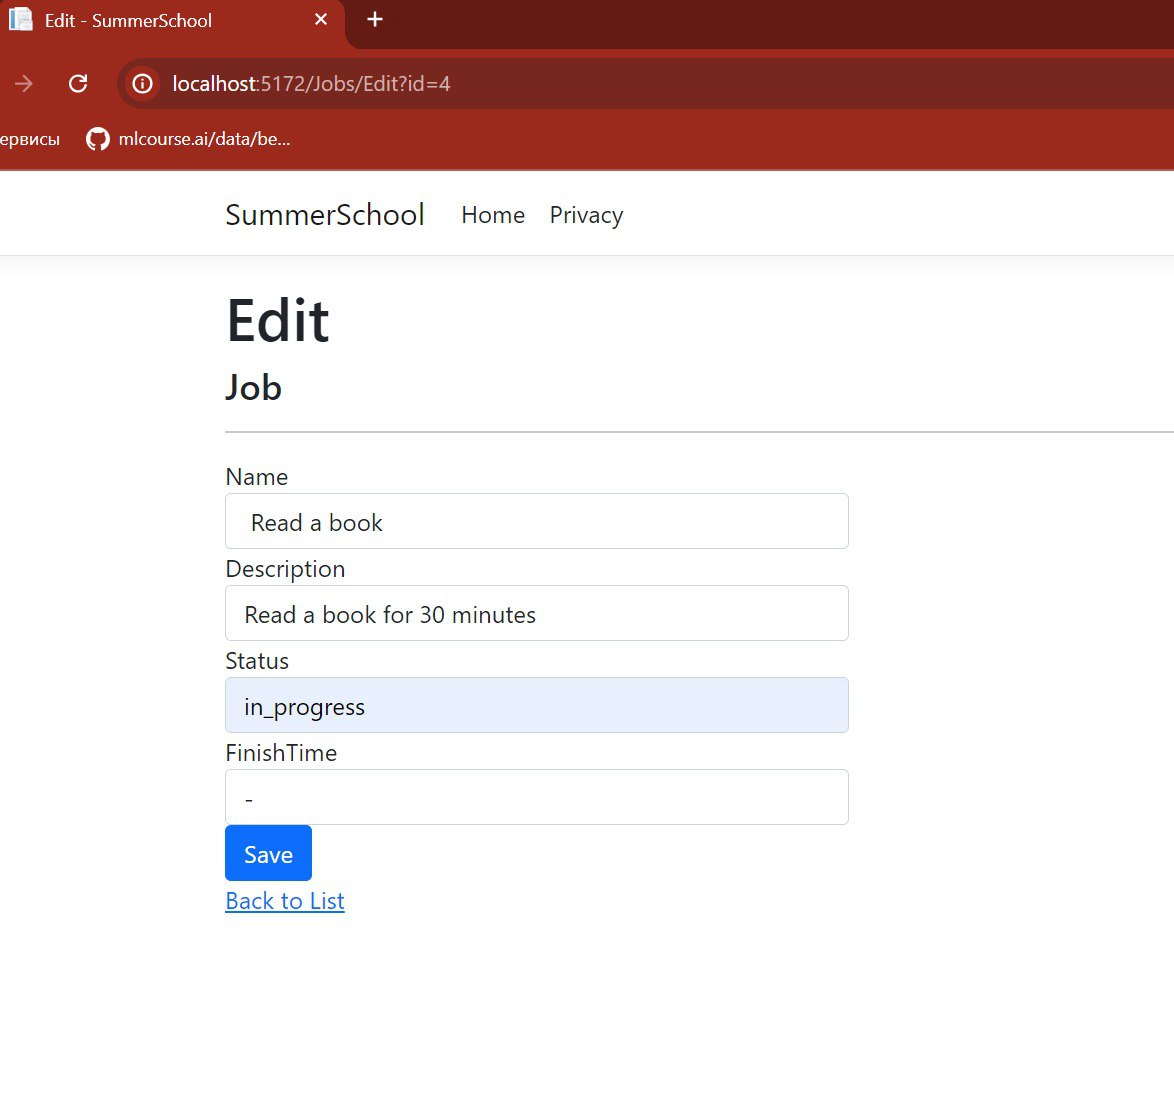 Edit - SummerSchool
localhost:5172/Jobs/Edit?id=4
ервисы mlcourse.ai/data/be...
SummerSchool Home Privacy
Edit
Job
Name
Read a book
Description
Read a book for 30 minutes
Status
in_progress
FinishTime
-
Save
Back to List